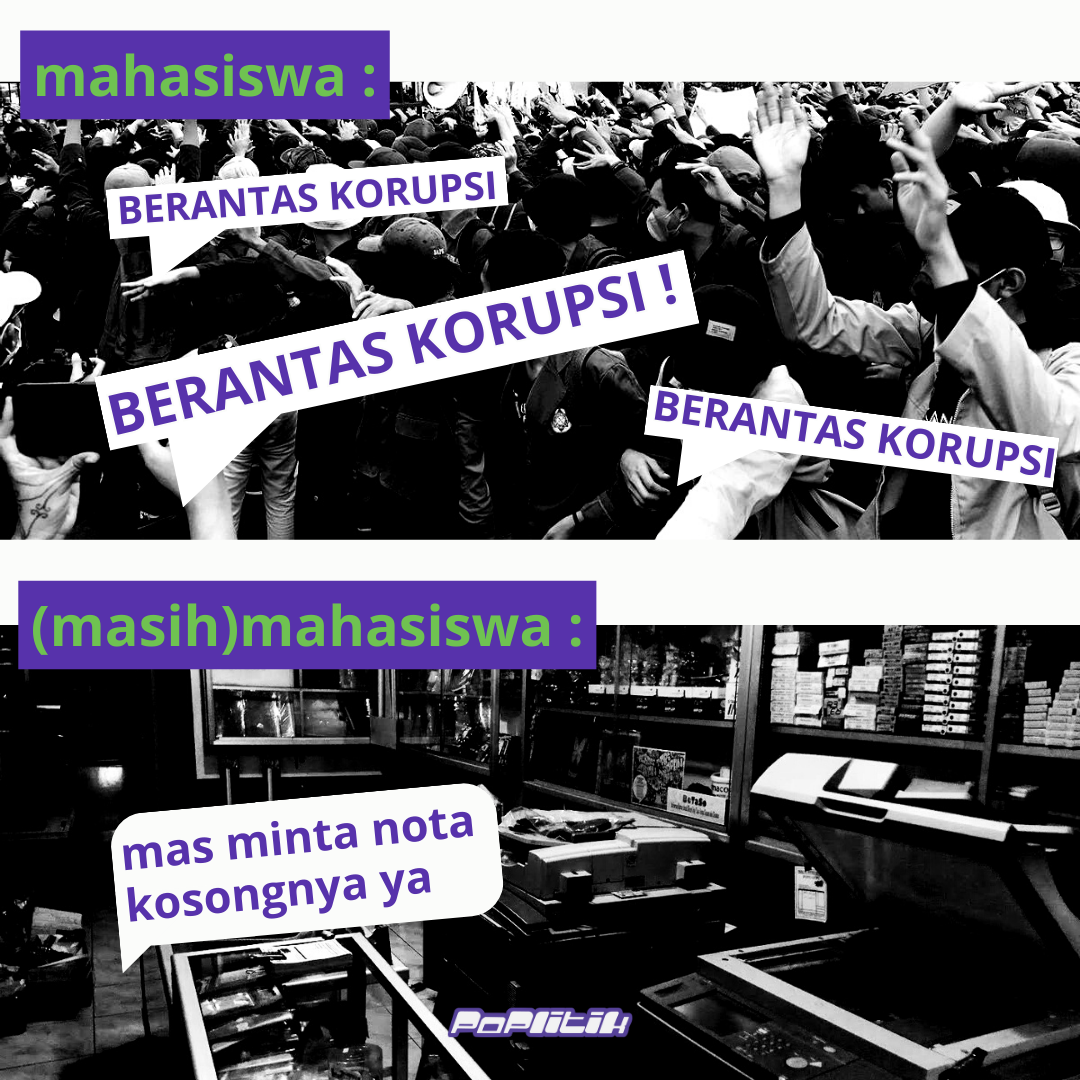 mahasiswa :
BERANTAS KORUPSI
BERANTAS KORUPSI !
BERANTAS KORUPSI
(masih)mahasiswa :
mas minta nota
kosongnya ya
POPlitik